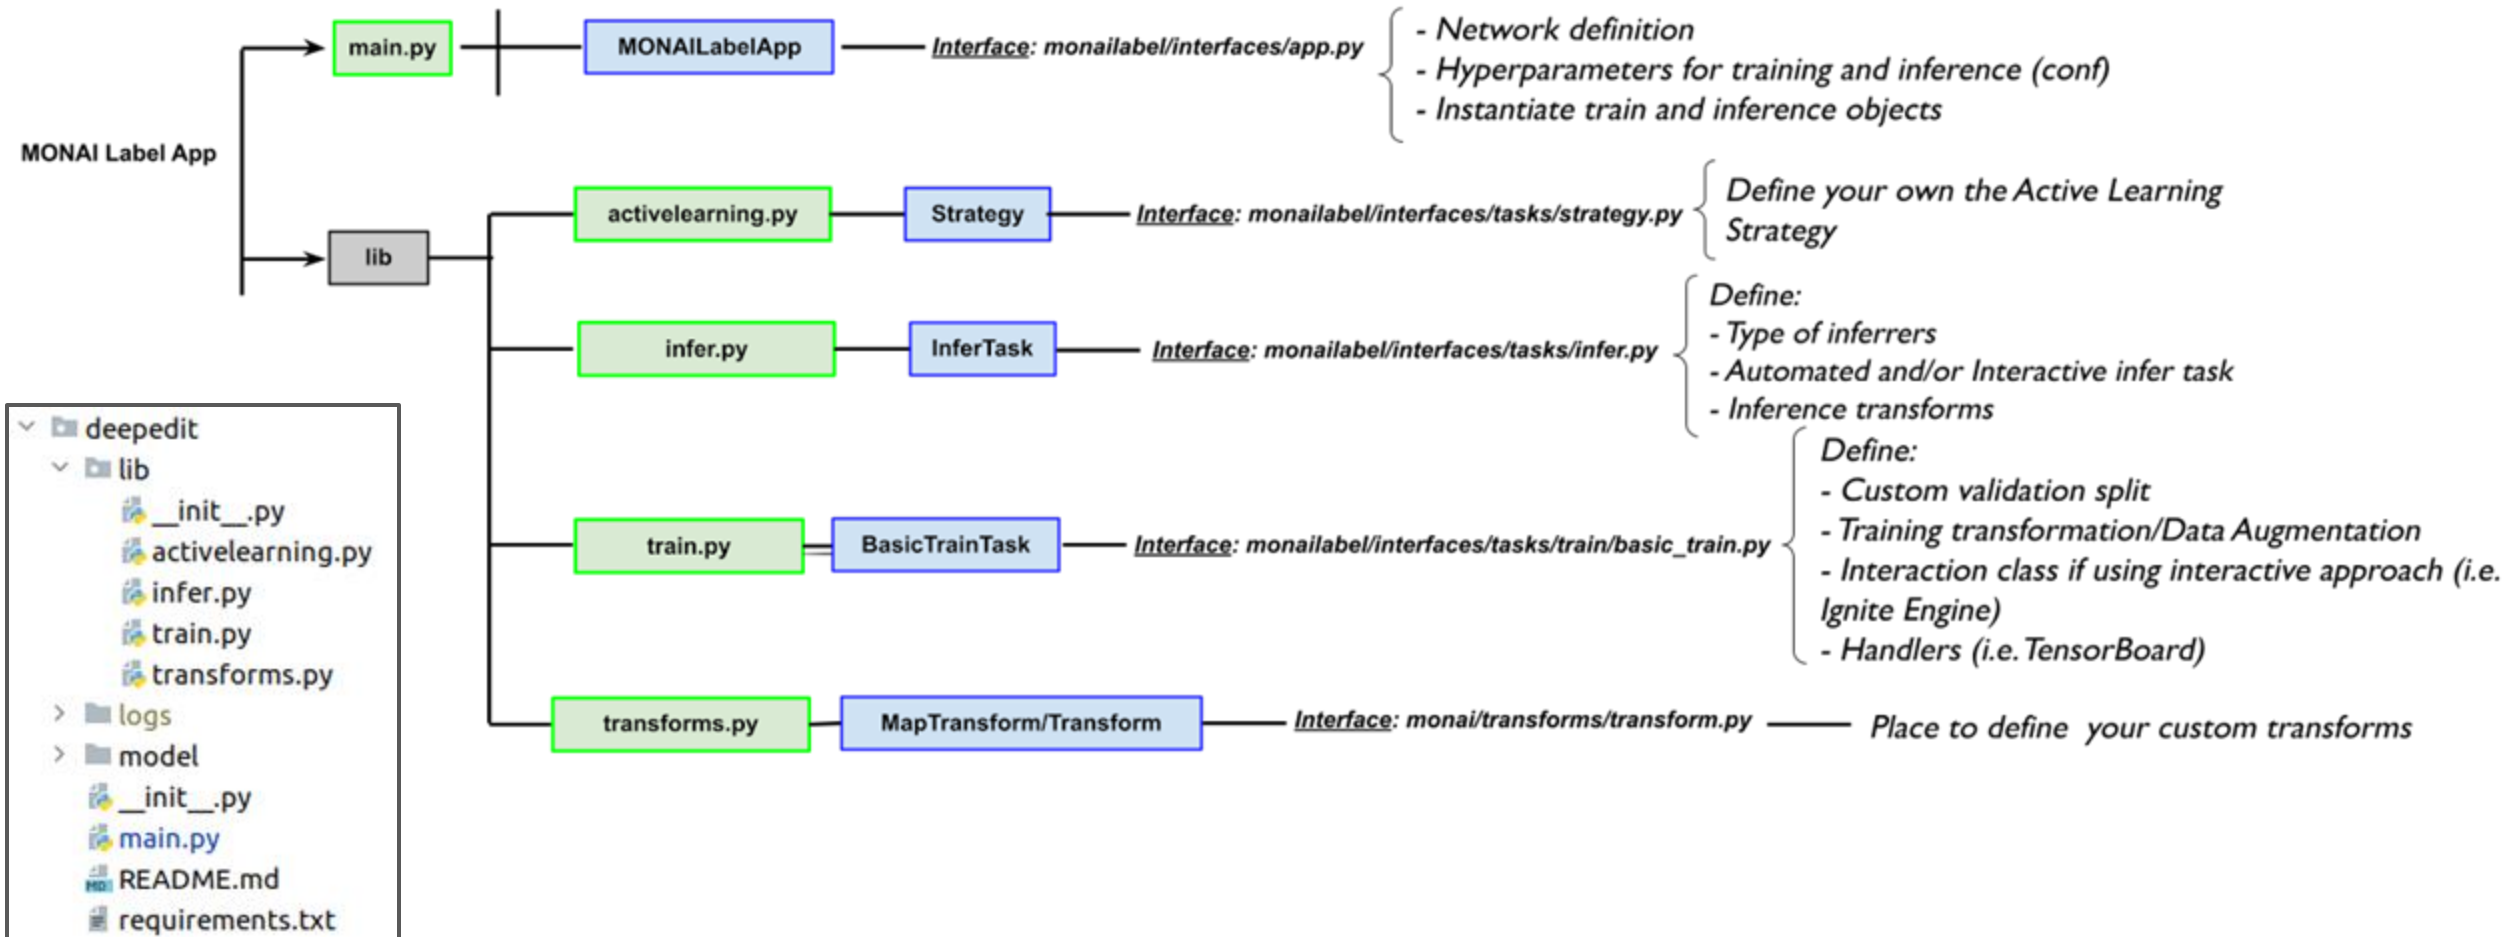 MONAI Label App
main.py
MONAILabelApp
Interface: monailabel/interfaces/app.py
- Network definition
- Hyperparameters for training and inference (conf)
- Instantiate train and inference objects
lib
activelearning.py
Strategy
Interface: monailabel/interfaces/tasks/strategy.py
Define your own the Active Learning
Strategy
infer.py
InferTask
Interface: monailabel/interfaces/tasks/infer.py
Define:
- Type of inferrers
- Automated and/or Interactive infer task
- Inference transforms
train.py
BasicTrainTask
Interface: monailabel/interfaces/tasks/train/basic_train.py
Define:
- Custom validation split
- Training transformation/Data Augmentation
- Interaction class if using interactive approach (i.e.
Ignite Engine)
- Handlers (i.e. TensorBoard)
transforms.py
MapTransform/Transform
Interface: monai/transforms/transform.py
Place to define your custom transforms
deepedit
lib
__init__.py
activelearning.py
infer.py
train.py
transforms.py
logs
model
__init__.py
main.py
MD README.md
requirements.txt